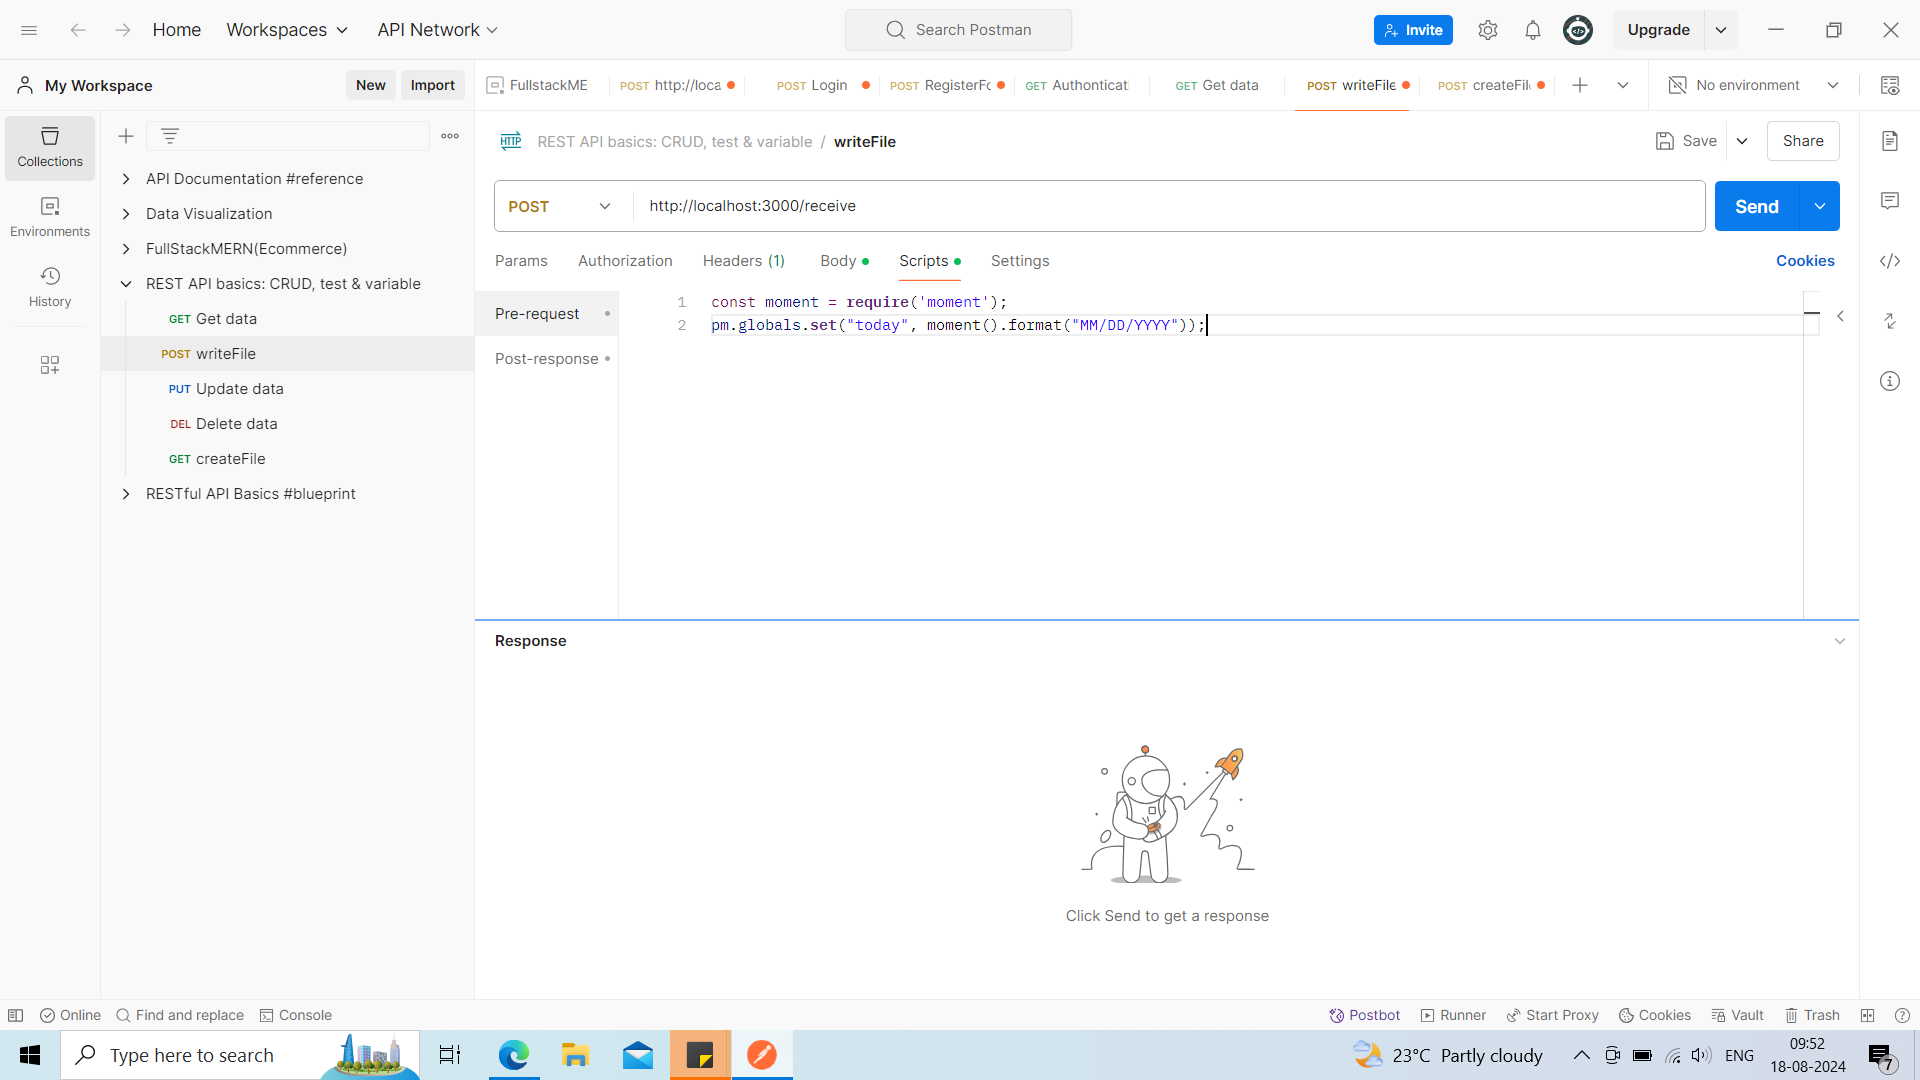 Home
Workspaces
API Network
Search Postman
Invite
Upgrade
My Workspace
New
Import
FullstackME
POST http://loca
POST Login
POST RegisterFo
GET Authonticati
GET Get data
POST writeFile
POST createFil
No environment
Collections
Environments
History
API Documentation #reference
Data Visualization
FullStackMERN(Ecommerce)
REST API basics: CRUD, test & variable
GET Get data
POST writeFile
PUT Update data
DEL Delete data
GET createFile
RESTful API Basics #blueprint
HTTP REST API basics: CRUD, test & variable / writeFile
Save
Share
POST
http://localhost:3000/receive
Send
Params
Authorization
Headers (1)
Body
Scripts
Settings
Cookies
Pre-request
Post-response
1 const moment = require('moment');
2 pm.globals.set("today", moment().format("MM/DD/YYYY"));
Response
Click Send to get a response
Online
Find and replace
Console
Postbot
Runner
Start Proxy
Cookies
Vault
Trash
Type here to search
23°C Partly cloudy
ENG
09:52
18-08-2024
7